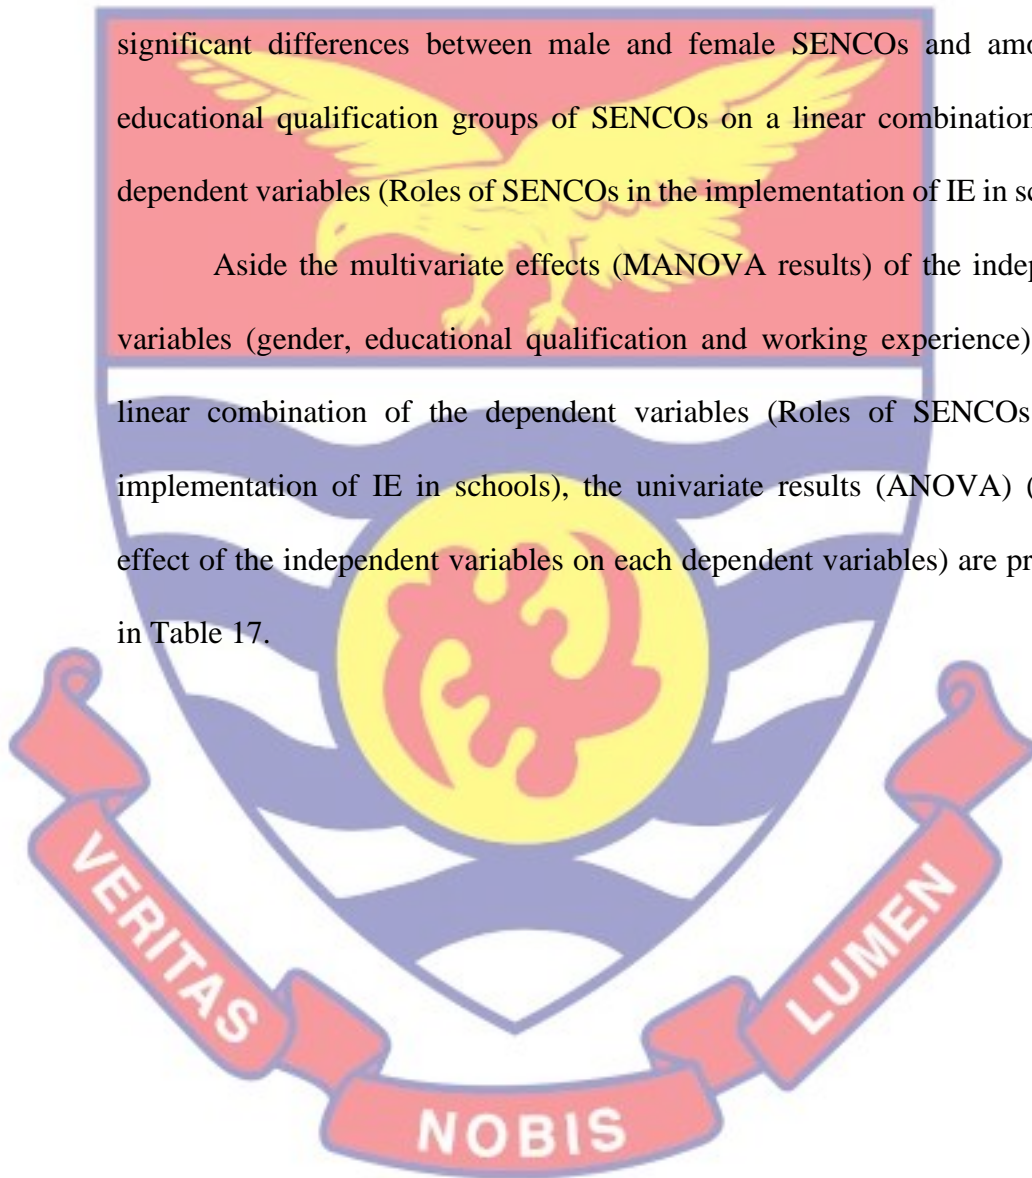 significant differences between male and female SENCOs and amo
educational qualification groups of SENCOs on a linear combination
dependent variables (Roles of SENCOs in the implementation of IE in sc
Aside the multivariate effects (MANOVA results) of the indep
variables (gender, educational qualification and working experience)
linear combination of the dependent variables (Roles of SENCOs
implementation of IE in schools), the univariate results (ANOVA) (
effect of the independent variables on each dependent variables) are pr
in Table 17.
VERITAS
NOBIS
LUMEN